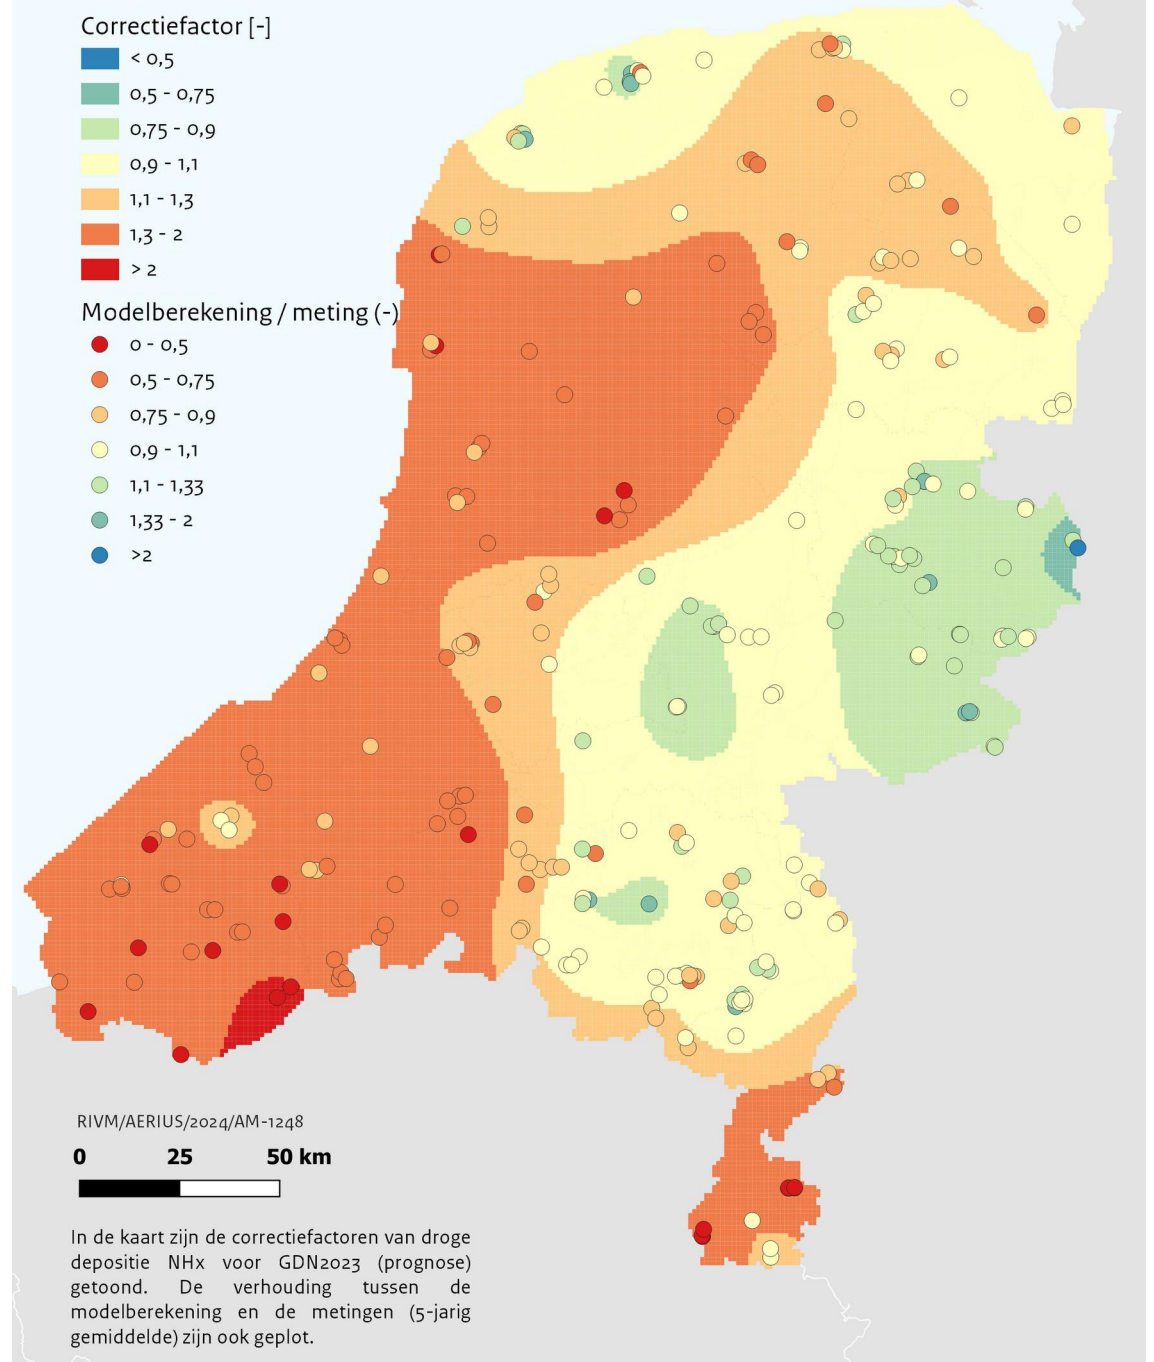 Correctiefactor [-]
< 0,5
0,5 - 0,75
0,75 - 0,9
0,9 - 1,1
1,1 - 1,3
1,3 - 2
> 2
Modelberekening / meting (-)
0 - 0,5
0,5 - 0,75
0,75 - 0,9
0,9 - 1,1
1,1 - 1,33
1,33 - 2
>2
RIVM/AERIUS/2024/AM-1248
0 25 50 km
In de kaart zijn de correctiefactoren van droge
depositie NHx voor GDN2023 (prognose)
getoond. De verhouding tussen de
modelberekening en de metingen (5-jarig
gemiddelde) zijn ook geplot.